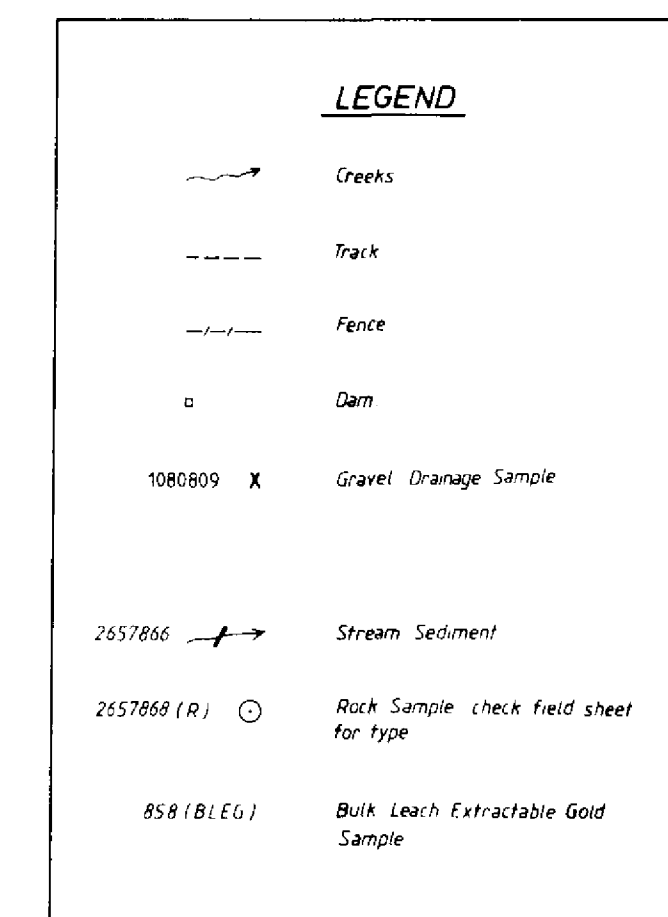 LEGEND
Creeks
Track
Fence
Dam
1080809 X Gravel Drainage Sample
2657866 Stream Sediment
2657868 (R) Rock Sample check field sheet
for type
858 (BLEG) Bulk Leach Extractable Gold
Sample